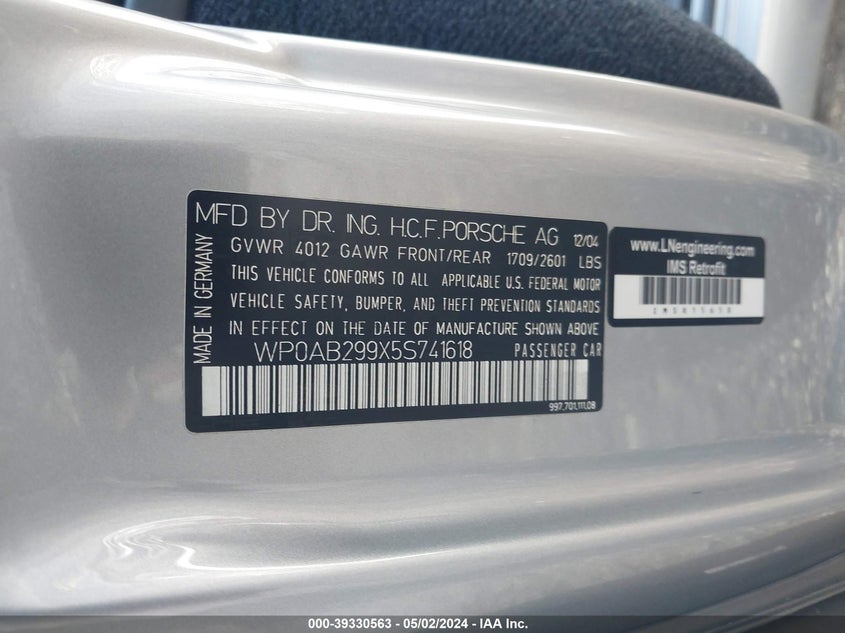 MFD BY DR. ING. H.C.F. PORSCHE AG 12/04
GVWR 4012 GAWR FRONT/REAR 1709/2601 LBS
THIS VEHICLE CONFORMS TO ALL APPLICABLE U.S. FEDERAL MOTOR
VEHICLE SAFETY, BUMPER, AND THEFT PREVENTION STANDARDS
IN EFFECT ON THE DATE OF MANUFACTURE SHOWN ABOVE
WP0AB299X5S741618 PASSENGER CAR
997.701.111.08
MADE IN GERMANY
www.LNengineering.com
IMS Retrofit
000-39330563 - 05/02/2024 - IAA Inc.